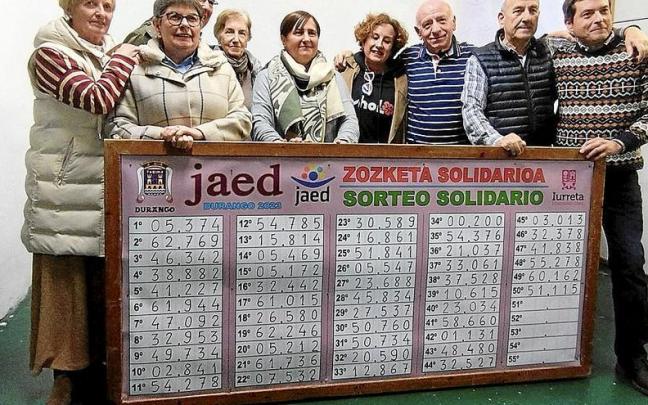 jaed
DURANGO
DURANGO 2023
jaed
ZOZKETA SOLIDARIOA
SORTEO SOLIDARIO
Iurreta
1º 05.374
2º 62.769
3º 46.342
4º 38.882
5º 41.227
6º 61.944
7º 47.092
8º 32.953
9º 49.734
10º 02.841
11º 54.278
12º 54.785
13º 15.814
14º 05.469
15º 54.172
16º 32.442
17º 61.015
18º 26.580
19º 62.246
20º 05.212
21º 61.736
22º 07.532
23º 30.589
24º 16.861
25º 51.841
26º 05.547
27º 23.168
28º 45.834
29º 27.537
30º 50.760
31º 50.334
32º 20.590
33º 12.867
34º 00.200
35º 54.376
36º 21.037
37º 33.061
38º 37.528
39º 10.615
40º 23.034
41º 58.660
42º 01.131
43º 54.488
44º 32.527
45º 03.013
46º 32.378
47º 41.838
48º 55.278
49º 60.162
50º 51.115
51º
52º
53º
54º
55º